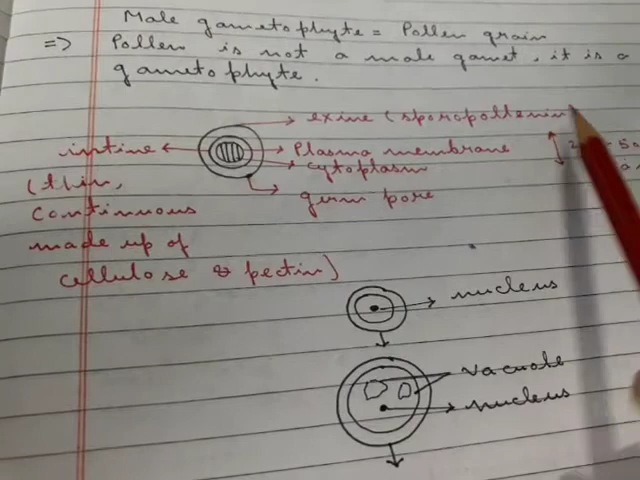 Male gametophyte = Pollen grain
=> Pollen is not a male gamet, it is a
gametophyte.
exine (sporopollenin
intine
Plasma membrane
cytoplasm
(thin,
germ pore
continuous
made up of
cellulose & pectin)
nucleus
vacuole
nucleus